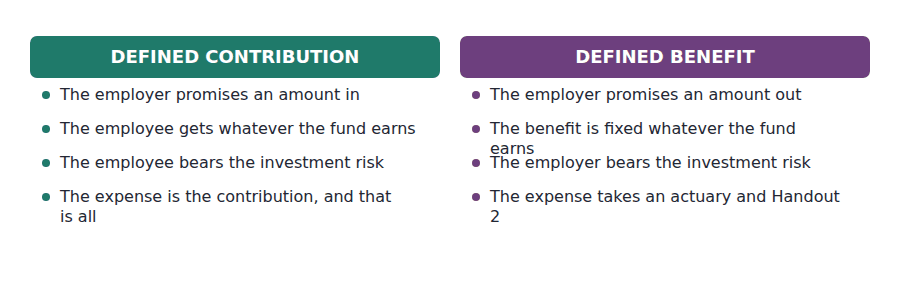 DEFINED CONTRIBUTION
The employer promises an amount in
The employee gets whatever the fund earns
The employee bears the investment risk
The expense is the contribution, and that
is all
DEFINED BENEFIT
The employer promises an amount out
The benefit is fixed whatever the fund
earns
The employer bears the investment risk
The expense takes an actuary and Handout
2